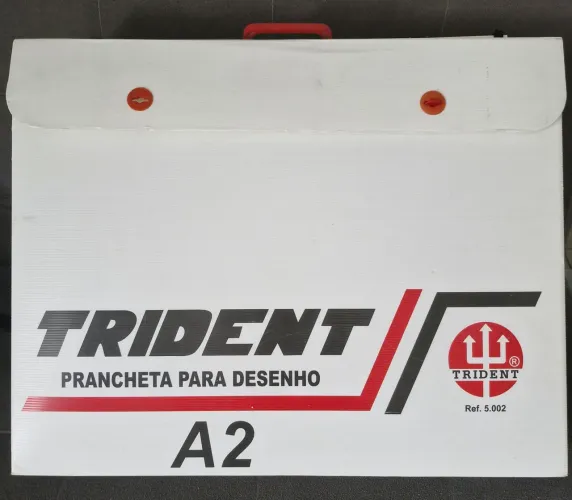 TRIDENT
PRANCHETA PARA DESENHO
A2
®
TRIDENT
Ref. 5.002